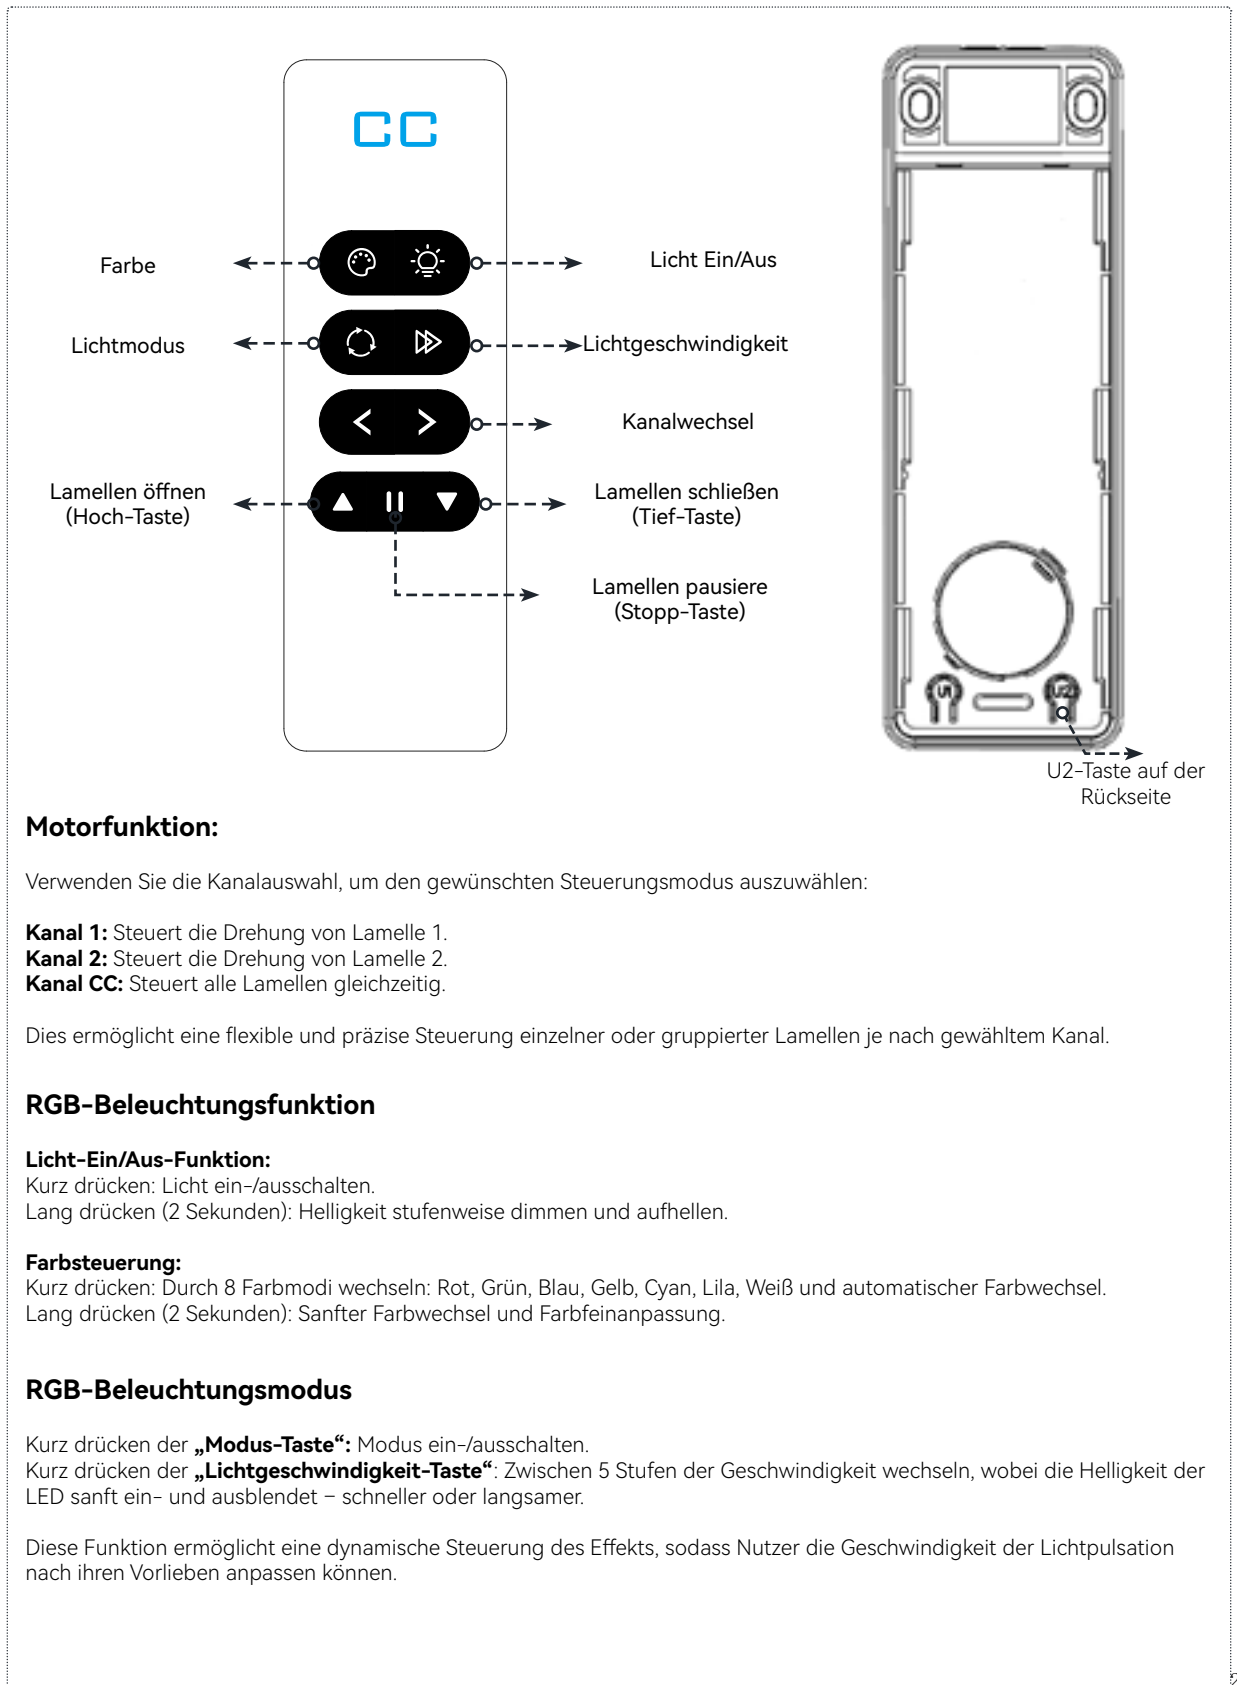 CC
Farbe
Licht Ein/Aus
Lichtmodus
Lichtgeschwindigkeit
Kanalwechsel
Lamellen öffnen
(Hoch-Taste)
Lamellen schließen
(Tief-Taste)
Lamellen pausiere
(Stopp-Taste)
U1
U2
U2-Taste auf der
Rückseite
Motorfunktion:
Verwenden Sie die Kanalauswahl, um den gewünschten Steuerungsmodus auszuwählen:
Kanal 1: Steuert die Drehung von Lamelle 1.
Kanal 2: Steuert die Drehung von Lamelle 2.
Kanal CC: Steuert alle Lamellen gleichzeitig.
Dies ermöglicht eine flexible und präzise Steuerung einzelner oder gruppierter Lamellen je nach gewähltem Kanal.
RGB-Beleuchtungsfunktion
Licht-Ein/Aus-Funktion:
Kurz drücken: Licht ein-/ausschalten.
Lang drücken (2 Sekunden): Helligkeit stufenweise dimmen und aufhellen.
Farbsteuerung:
Kurz drücken: Durch 8 Farbmodi wechseln: Rot, Grün, Blau, Gelb, Cyan, Lila, Weiß und automatischer Farbwechsel.
Lang drücken (2 Sekunden): Sanfter Farbwechsel und Farbfeinanpassung.
RGB-Beleuchtungsmodus
Kurz drücken der „Modus-Taste“: Modus ein-/ausschalten.
Kurz drücken der „Lichtgeschwindigkeit-Taste“: Zwischen 5 Stufen der Geschwindigkeit wechseln, wobei die Helligkeit der
LED sanft ein- und ausblendet – schneller oder langsamer.
Diese Funktion ermöglicht eine dynamische Steuerung des Effekts, sodass Nutzer die Geschwindigkeit der Lichtpulsation
nach ihren Vorlieben anpassen können.